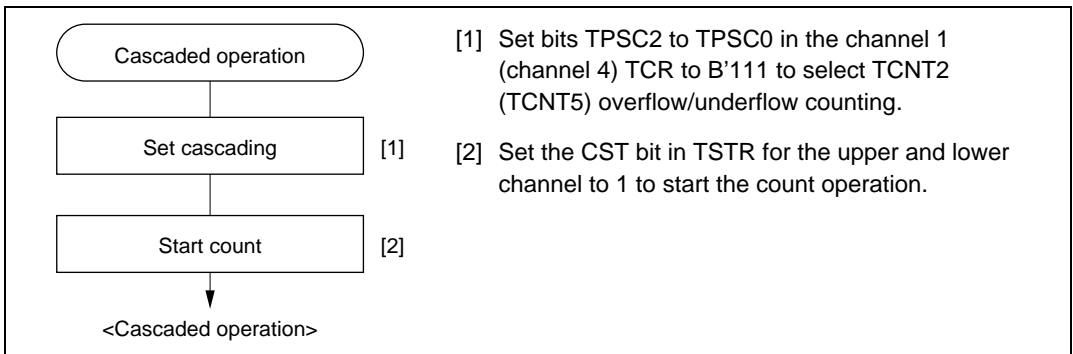 Cascaded operation
Set cascading
[1]
Start count
[2]
<Cascaded operation>
[1] Set bits TPSC2 to TPSC0 in the channel 1
(channel 4) TCR to B’111 to select TCNT2
(TCNT5) overflow/underflow counting.
[2] Set the CST bit in TSTR for the upper and lower
channel to 1 to start the count operation.